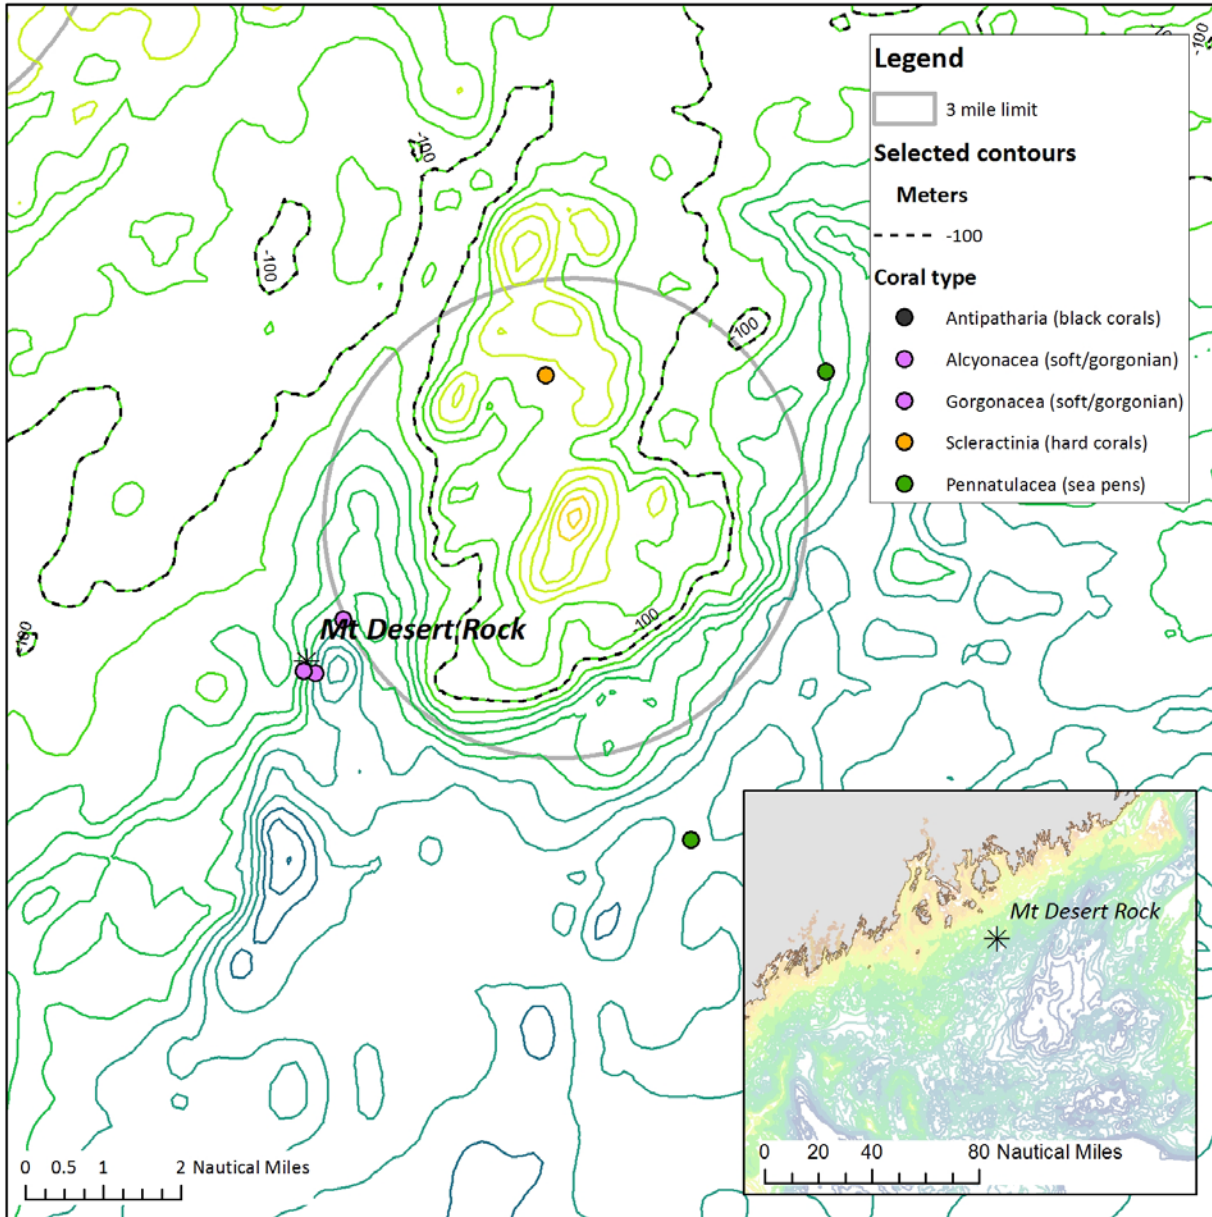 -100
-100
-100
-100
Legend
3 mile limit
Selected contours
Meters
-100
Coral type
Antipatharia (black corals)
Alcyonacea (soft/gorgonian)
Gorgonacea (soft/gorgonian)
Scleractinia (hard corals)
Pennatulacea (sea pens)
100
100
-100
Mt Desert Rock
Mt Desert Rock
0 0.5 1 2 Nautical Miles
0 20 40 80 Nautical Miles